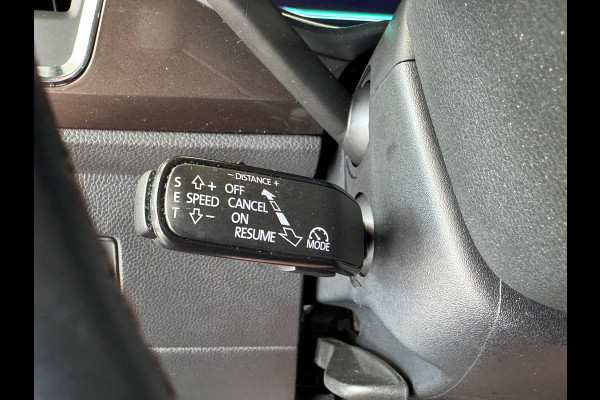 – DISTANCE +
S E T
+
SPEED
–
OFF
CANCEL
ON
RESUME
MODE